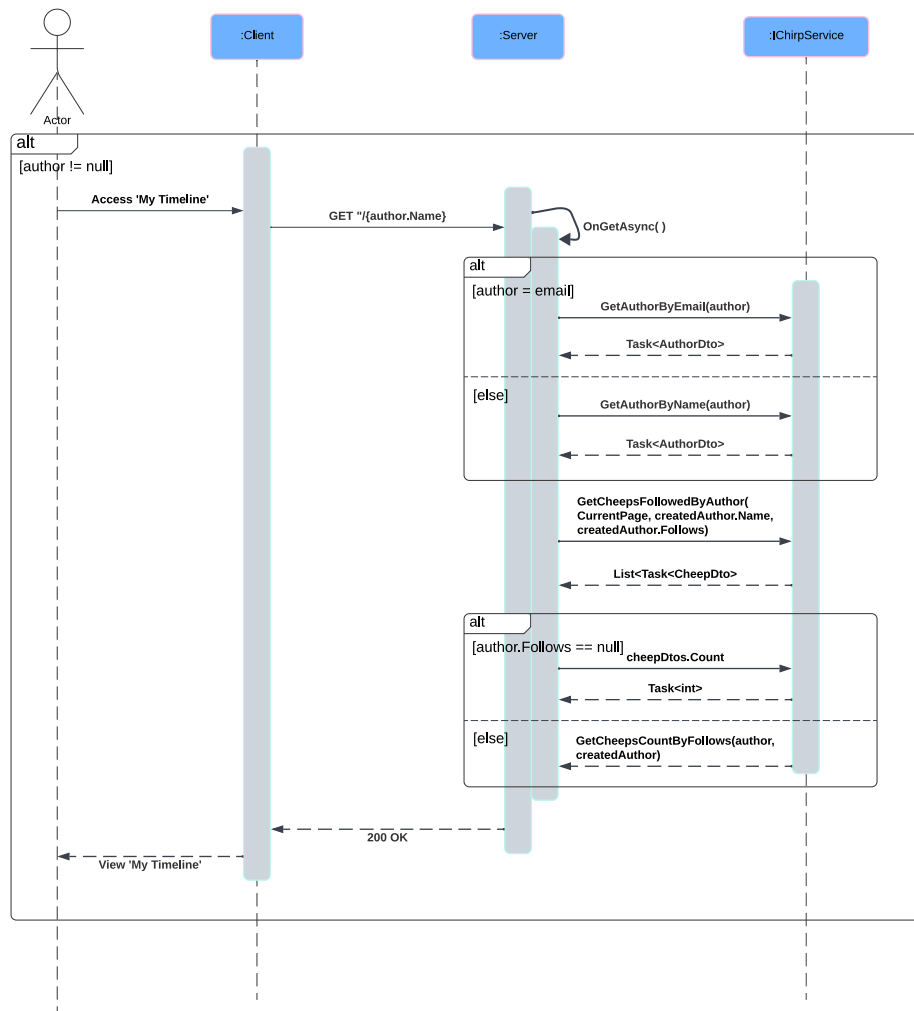 :Client
:Server
:IChirpService
Actor
alt
[author != null]
Access 'My Timeline'
GET "/{author.Name}
OnGetAsync( )
alt
[author = email]
GetAuthorByEmail(author)
Task<AuthorDto>
[else]
GetAuthorByName(author)
Task<AuthorDto>
GetCheepsFollowedByAuthor(
CurrentPage, createdAuthor.Name,
createdAuthor.Follows)
List<Task<CheepDto>
alt
[author.Follows == null]
cheepDtos.Count
Task<int>
[else]
GetCheepsCountByFollows(author,
createdAuthor)
200 OK
View 'My Timeline'